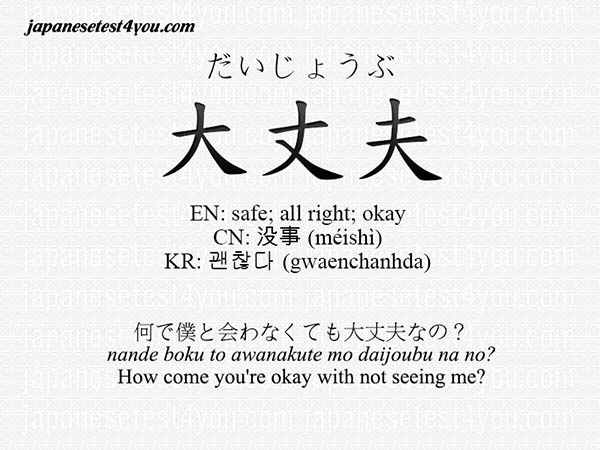 japanesetest4you.com
だいじょうぶ
大丈夫
EN: safe; all right; okay
CN: 没事 (méishì)
KR: 괜찮다 (gwaenchanhda)
何で僕と会わなくても大丈夫なの？
nande boku to awanakute mo daijoubu na no?
How come you're okay with not seeing me?